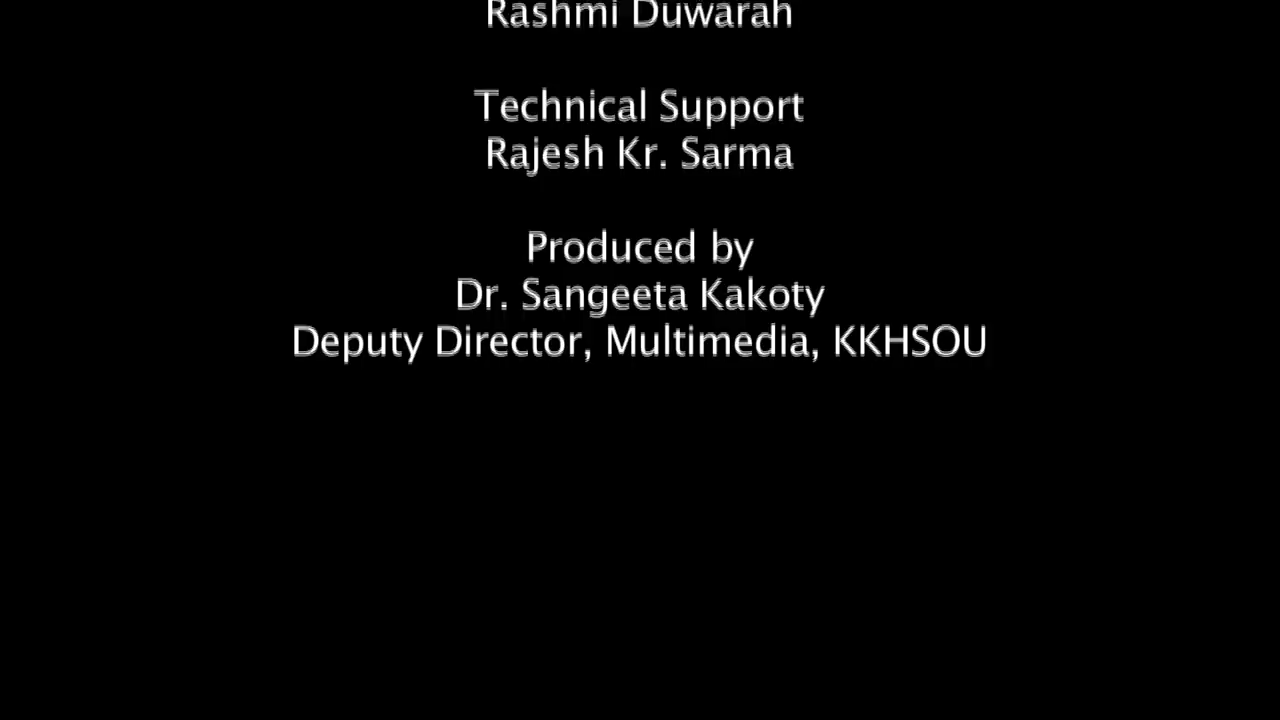 Rashmi Duwarah
Technical Support
Rajesh Kr. Sarma
Produced by
Dr. Sangeeta Kakoty
Deputy Director, Multimedia, KKHSOU